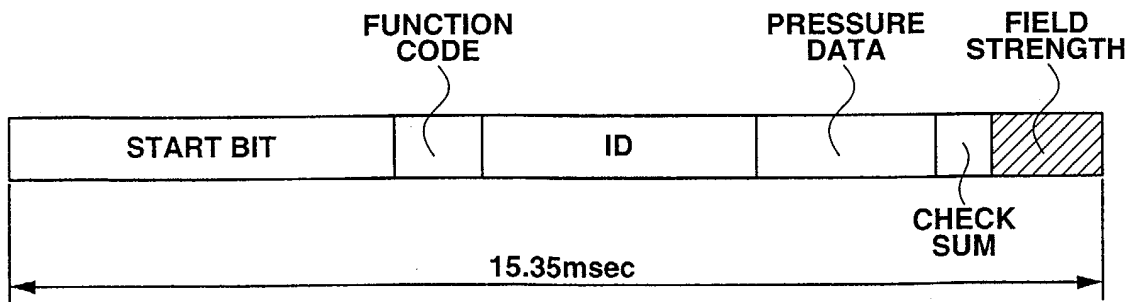 FUNCTION
CODE
PRESSURE
DATA
FIELD
STRENGTH
START BIT
ID
CHECK
SUM
15.35msec